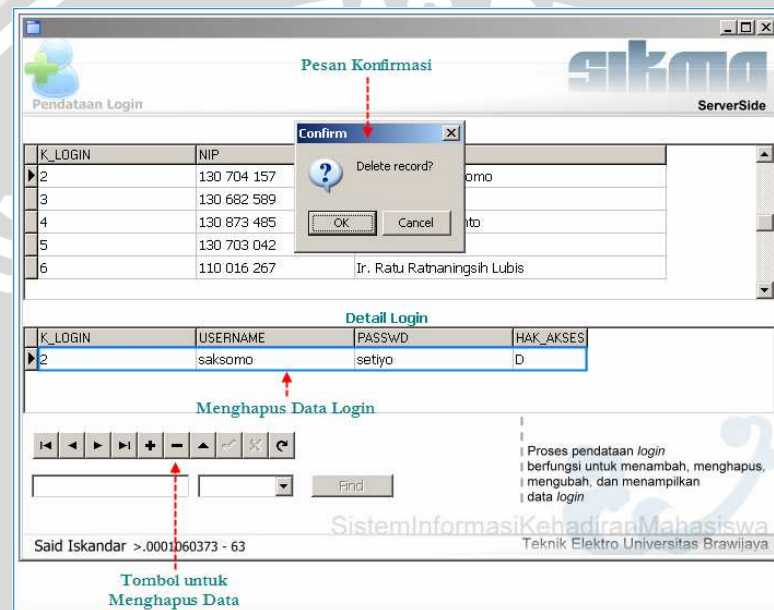 Pesan Konfirmasi
sikma
Pendataan Login
ServerSide
Confirm
Delete record?
OK Cancel
K_LOGIN NIP
2 130 704 157 omo
3 130 682 589
4 130 873 485 nto
5 130 703 042
6 110 016 267 Ir. Ratu Ratnaningsih Lubis
Detail Login
K_LOGIN USERNAME PASSWD HAK_AKSES
2 saksomo setiyo D
Menghapus Data Login
Proses pendataan login
berfungsi untuk menambah, menghapus,
mengubah, dan menampilkan
data login
Find
SistemInformasiKehadiranMahasiswa
Said Iskandar >.0001060373 - 63 Teknik Elektro Universitas Brawijaya
Tombol untuk
Menghapus Data